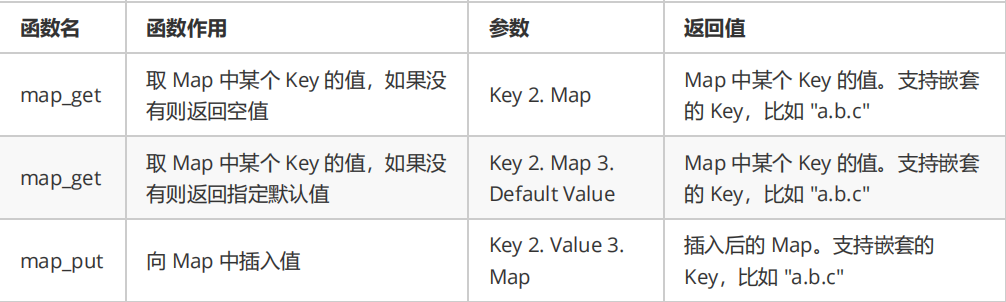 函数名 函数作用 参数 返回值
map_get 取 Map 中某个 Key 的值，如果没有则返回空值 Key 2. Map Map 中某个 Key 的值。支持嵌套的 Key，比如 "a.b.c"
map_get 取 Map 中某个 Key 的值，如果没有则返回指定默认值 Key 2. Map 3. Default Value Map 中某个 Key 的值。支持嵌套的 Key，比如 "a.b.c"
map_put 向 Map 中插入值 Key 2. Value 3. Map 插入后的 Map。支持嵌套的 Key，比如 "a.b.c"